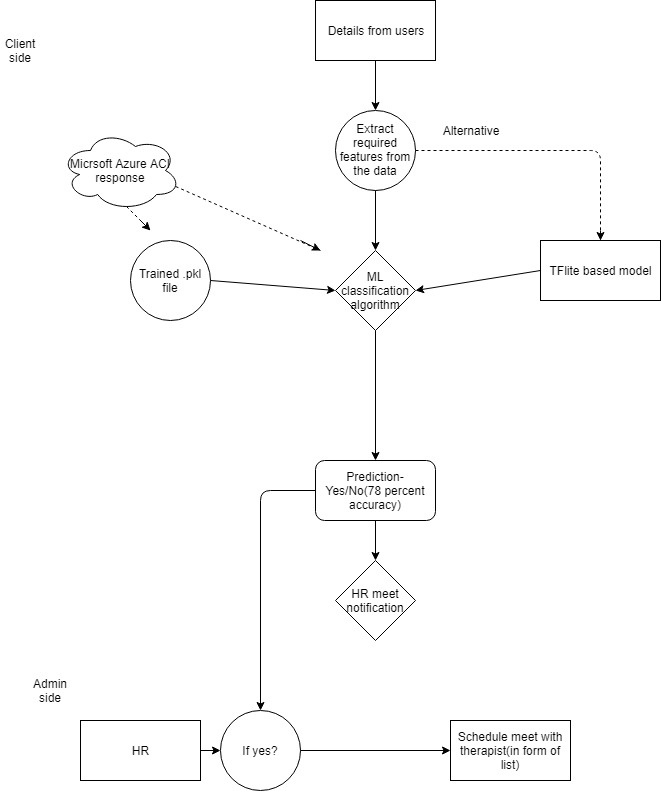 Details from users
Client
side
Extract
required
features from
the data
Alternative
Micrsoft Azure ACI
response
Trained .pkl
file
ML
classification
algorithm
TFlite based model
Prediction-
Yes/No(78 percent
accuracy)
HR meet
notification
Admin
side
HR
If yes?
Schedule meet with
therapist(in form of
list)